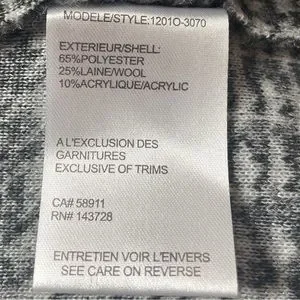 MODELE/STYLE:1201O-3070
EXTERIEUR/SHELL:
65%POLYESTER
25%LAINE/WOOL
10%ACRYLIQUE/ACRYLIC
A L'EXCLUSION DES
GARNITURES
EXCLUSIVE OF TRIMS
CA# 58911
RN# 143728
ENTRETIEN VOIR L'ENVERS
SEE CARE ON REVERSE